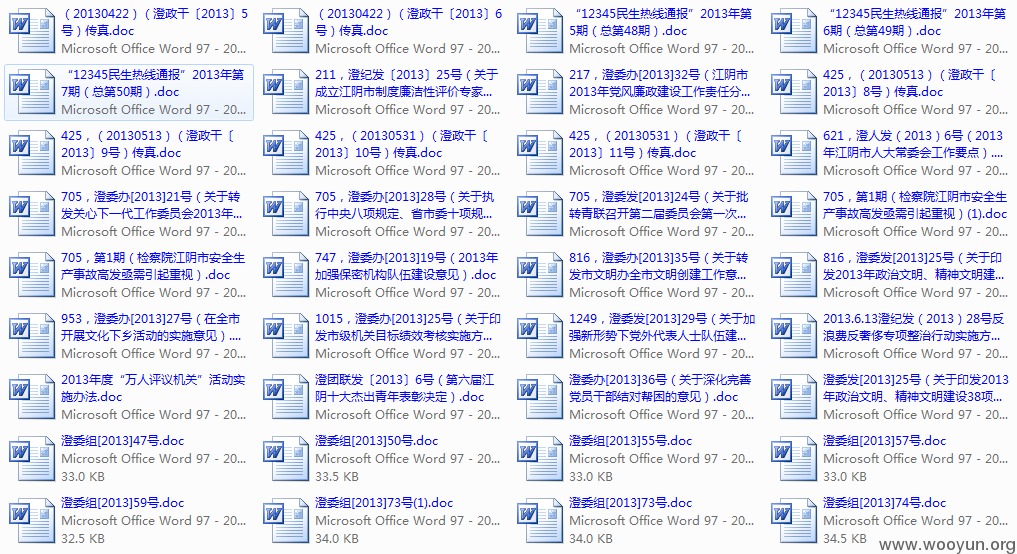 （20130422）（澄政干〔2013〕5
号）传真.doc
Microsoft Office Word 97 - 20...
（20130422）（澄政干〔2013〕6
号）传真.doc
Microsoft Office Word 97 - 20...
“12345民生热线通报”2013年第
5期（总第48期）.doc
Microsoft Office Word 97 - 20...
“12345民生热线通报”2013年第
6期（总第49期）.doc
Microsoft Office Word 97 - 20...
“12345民生热线通报”2013年第
7期（总第50期）.doc
Microsoft Office Word 97 - 20...
211，澄纪发〔2013〕25号（关于
成立江阴市制度廉洁性评价专家...
Microsoft Office Word 97 - 20...
217，澄委办[2013]32号（江阴市
2013年党风廉政建设工作责任分...
Microsoft Office Word 97 - 20...
425，（20130513）（澄政干〔
2013〕8号）传真.doc
Microsoft Office Word 97 - 20...
425，（20130513）（澄政干〔
2013〕9号）传真.doc
Microsoft Office Word 97 - 20...
425，（20130531）（澄政干〔
2013〕10号）传真.doc
Microsoft Office Word 97 - 20...
425，（20130531）（澄政干〔
2013〕11号）传真.doc
Microsoft Office Word 97 - 20...
621，澄人发（2013）6号（2013
年江阴市人大常委会工作要点）....
Microsoft Office Word 97 - 20...
705，澄委办[2013]21号（关于转
发关心下一代工作委员会2013年...
Microsoft Office Word 97 - 20...
705，澄委办[2013]28号（关于执
行中央八项规定、省市委十项规...
Microsoft Office Word 97 - 20...
705，澄委发[2013]24号（关于批
转青联召开第二届委员会第一次...
Microsoft Office Word 97 - 20...
705，第1期（检察院江阴市安全生
产事故高发亟需引起重视）(1).doc
Microsoft Office Word 97 - 20...
705，第1期（检察院江阴市安全生
产事故高发亟需引起重视）.doc
Microsoft Office Word 97 - 20...
747，澄委办[2013]19号（2013年
加强保密机构队伍建设意见）.doc
Microsoft Office Word 97 - 20...
816，澄委办[2013]35号（关于转
发市文明办全市文明创建工作意...
Microsoft Office Word 97 - 20...
816，澄委发[2013]25号（关于印
发2013年政治文明、精神文明建...
Microsoft Office Word 97 - 20...
953，澄委办[2013]27号（在全市
开展文化下乡活动的实施意见）....
Microsoft Office Word 97 - 20...
1015，澄委办[2013]25号（关于印
发市级机关目标绩效考核实施方...
Microsoft Office Word 97 - 20...
1249，澄委发[2013]29号（关于加
强新形势下党外代表人士队伍建...
Microsoft Office Word 97 - 20...
2013.6.13澄纪发（2013）28号反
浪费反奢侈专项整治行动实施方...
Microsoft Office Word 97 - 20...
2013年度“万人评议机关”活动实
施办法.doc
Microsoft Office Word 97 - 20...
澄团联发〔2013〕6号（第六届江
阴十大杰出青年表彰决定）.doc
Microsoft Office Word 97 - 20...
澄委办[2013]36号（关于深化完善
党员干部结对帮困的意见）.doc
Microsoft Office Word 97 - 20...
澄委发[2013]25号（关于印发2013
年政治文明、精神文明建设38项...
Microsoft Office Word 97 - 20...
澄委组[2013]47号.doc
Microsoft Office Word 97 - 20...
33.0 KB
澄委组[2013]50号.doc
Microsoft Office Word 97 - 20...
33.5 KB
澄委组[2013]55号.doc
Microsoft Office Word 97 - 20...
33.0 KB
澄委组[2013]57号.doc
Microsoft Office Word 97 - 20...
33.0 KB
澄委组[2013]59号.doc
Microsoft Office Word 97 - 20...
32.5 KB
澄委组[2013]73号(1).doc
Microsoft Office Word 97 - 20...
34.0 KB
澄委组[2013]73号.doc
Microsoft Office Word 97 - 20...
34.0 KB
澄委组[2013]74号.doc
Microsoft Office Word 97 - 20...
34.5 KB
www.wooyun.org